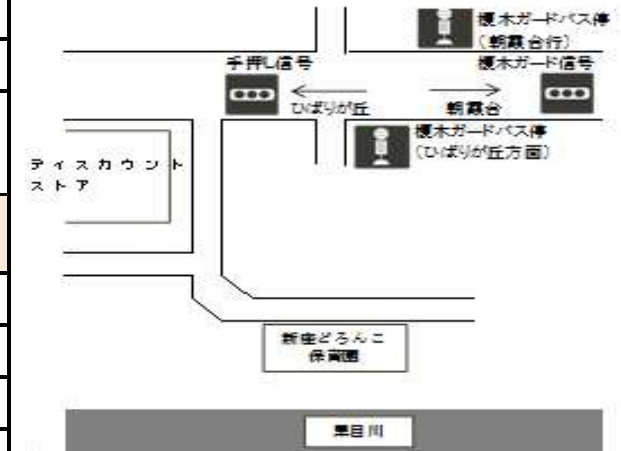 榎木ガードバス停
(朝霞台行)
手押し信号
榎木ガード信号
ひばりが丘
朝霞台
榎木ガードバス停
(ひばりが丘方面)
ディスカウント
ストア
新座どろんこ
保育園
黒目川